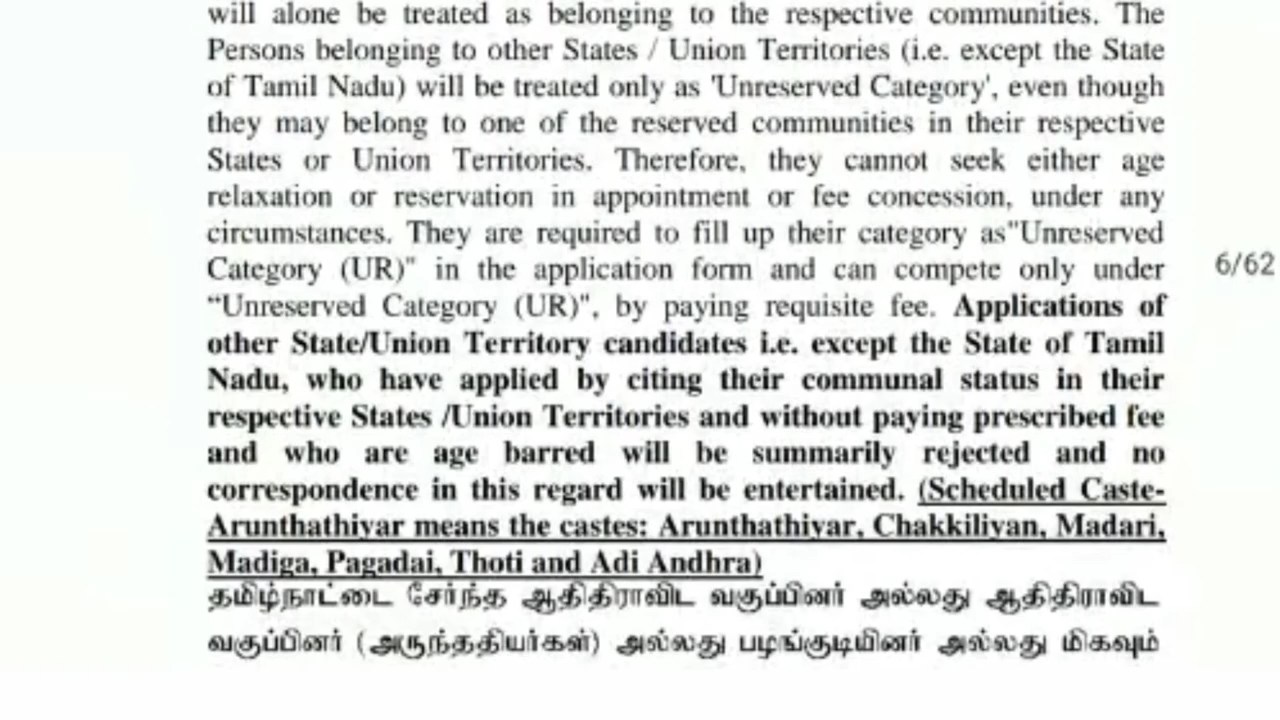 will alone be treated as belonging to the respective communities. The
Persons belonging to other States / Union Territories (i.e. except the State
of Tamil Nadu) will be treated only as 'Unreserved Category', even though
they may belong to one of the reserved communities in their respective
States or Union Territories. Therefore, they cannot seek either age
relaxation or reservation in appointment or fee concession, under any
circumstances. They are required to fill up their category as"Unreserved
Category (UR)" in the application form and can compete only under
“Unreserved Category (UR)", by paying requisite fee. Applications of
other State/Union Territory candidates i.e. except the State of Tamil
Nadu, who have applied by citing their communal status in their
respective States /Union Territories and without paying prescribed fee
and who are age barred will be summarily rejected and no
correspondence in this regard will be entertained. (Scheduled Caste-
Arunthathiyar means the castes: Arunthathiyar, Chakkiliyan, Madari,
Madiga, Pagadai, Thoti and Adi Andhra)
தமிழ்நாட்டை சேர்ந்த ஆதிதிராவிட வகுப்பினர் அல்லது ஆதிதிராவிட
வகுப்பினர் (அருந்ததியர்கள்) அல்லது பழங்குடியினர் அல்லது மிகவும்
6/62